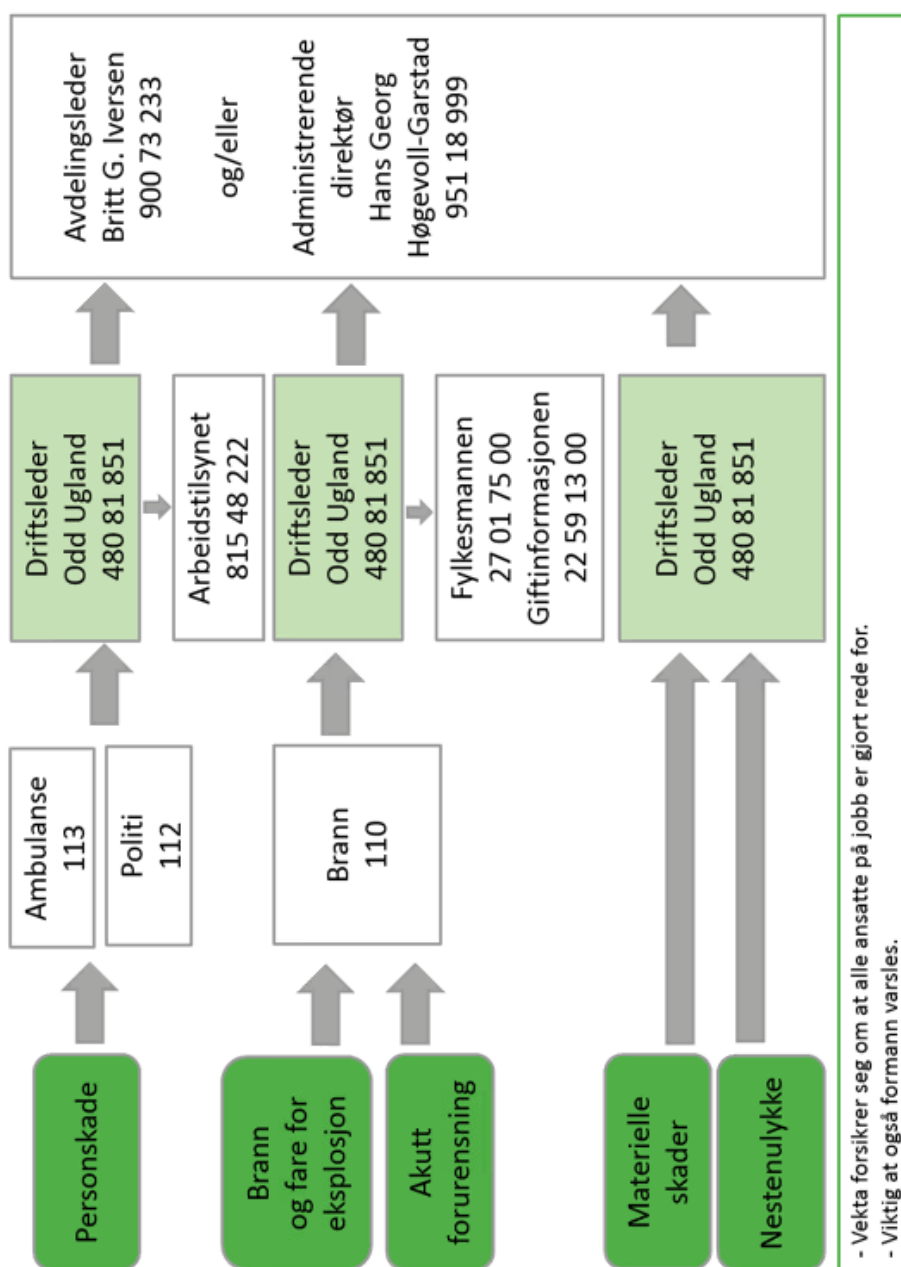 Personskade
Ambulanse
113
Politi
112
Driftsleder
Odd Ugland
480 81 851
Arbeidstilsynet
815 48 222
Brann
og fare for
eksplosjon
Akutt
forurensning
Brann
110
Driftsleder
Odd Ugland
480 81 851
Fylkesmannen
27 01 75 00
Giftinformasjonen
22 59 13 00
Materielle
skader
Nestenulykke
Driftsleder
Odd Ugland
480 81 851
Avdelingsleder
Britt G. Iversen
900 73 233
og/eller
Administrerende
direktør
Hans Georg
Høgevoll-Garstad
951 18 999
- Vekta forsikrer seg om at alle ansatte på jobb er gjort rede for.
- Viktig at også formann varsles.